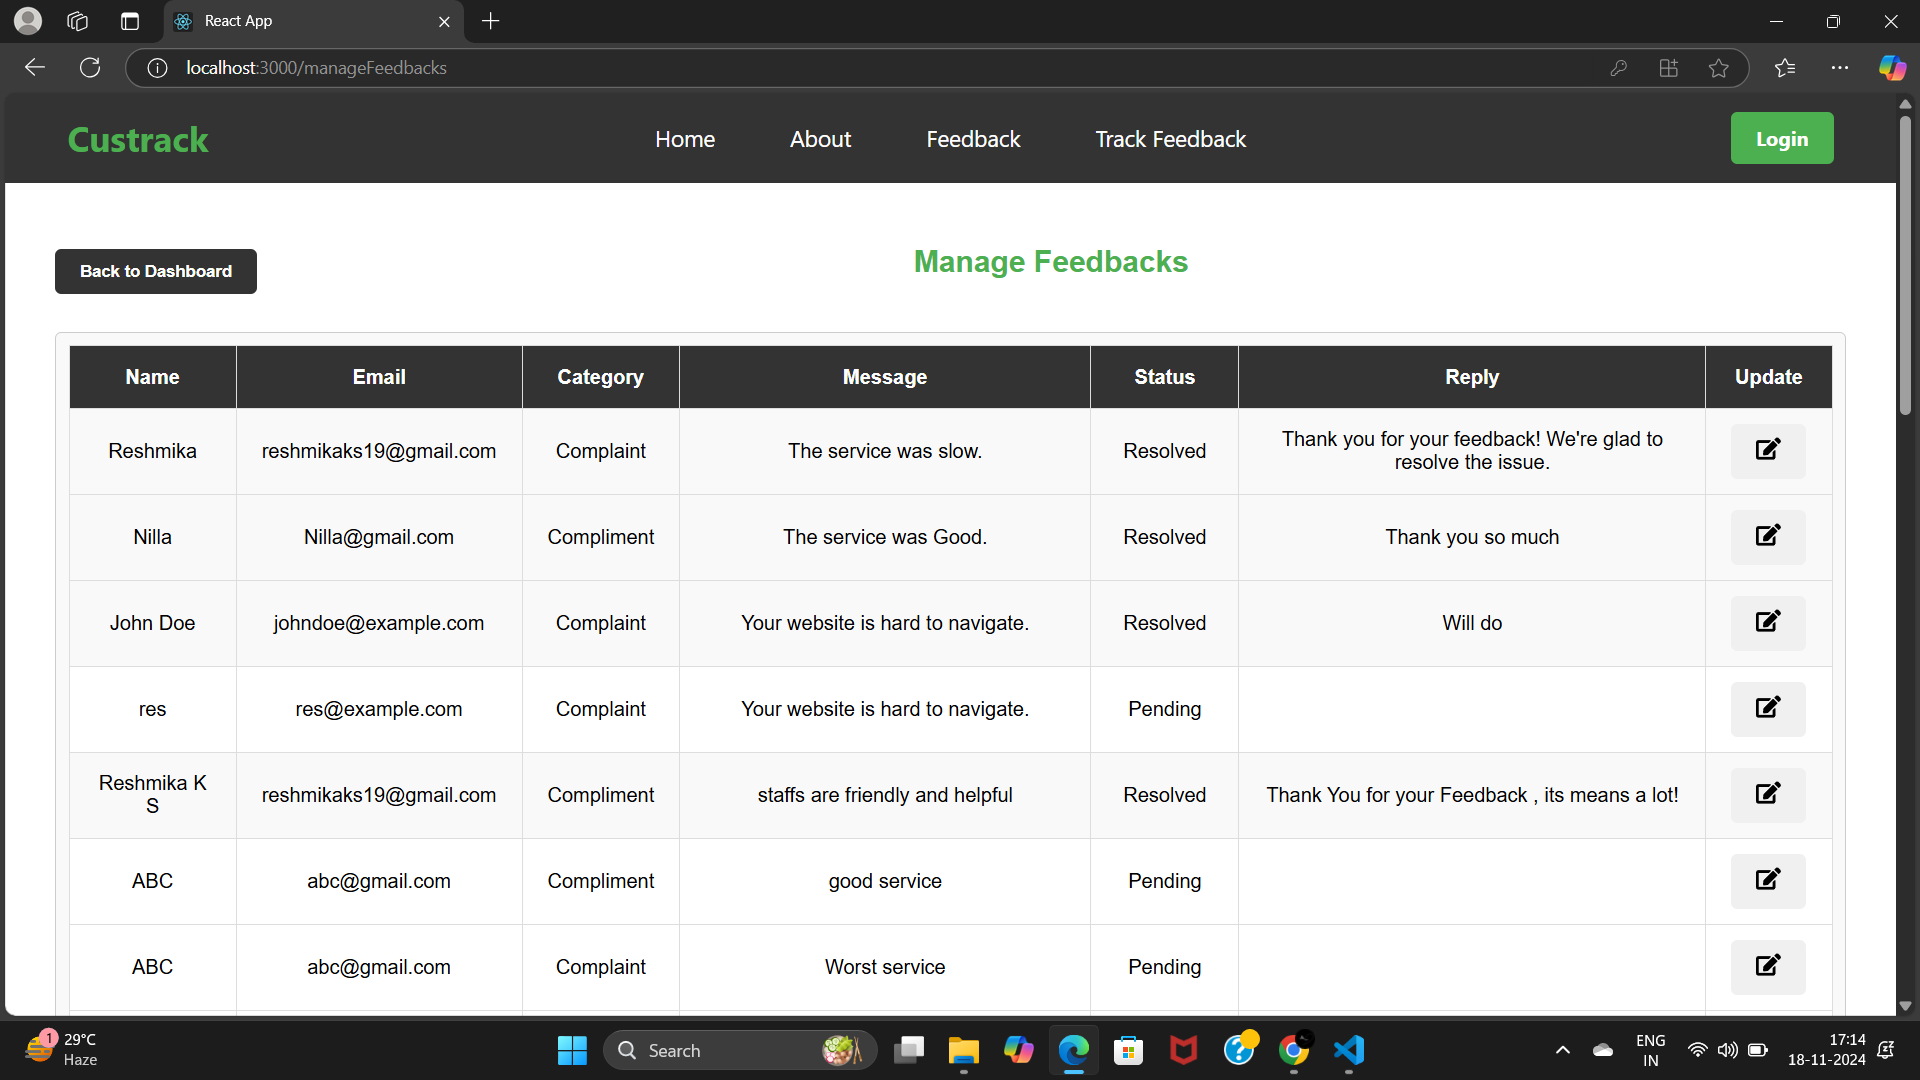 React App
localhost:3000/manageFeedbacks
Custrack
Home About Feedback Track Feedback
Login
Back to Dashboard
Manage Feedbacks
Name Email Category Message Status Reply Update
Reshmika reshmikaks19@gmail.com Complaint The service was slow. Resolved Thank you for your feedback! We're glad to
resolve the issue.
Nilla Nilla@gmail.com Compliment The service was Good. Resolved Thank you so much
John Doe johndoe@example.com Complaint Your website is hard to navigate. Resolved Will do
res res@example.com Complaint Your website is hard to navigate. Pending
Reshmika K
S
reshmikaks19@gmail.com Compliment staffs are friendly and helpful Resolved Thank You for your Feedback , its means a lot!
ABC abc@gmail.com Compliment good service Pending
ABC abc@gmail.com Complaint Worst service Pending
1
29°C
Haze
Search
ENG
IN
17:14
18-11-2024